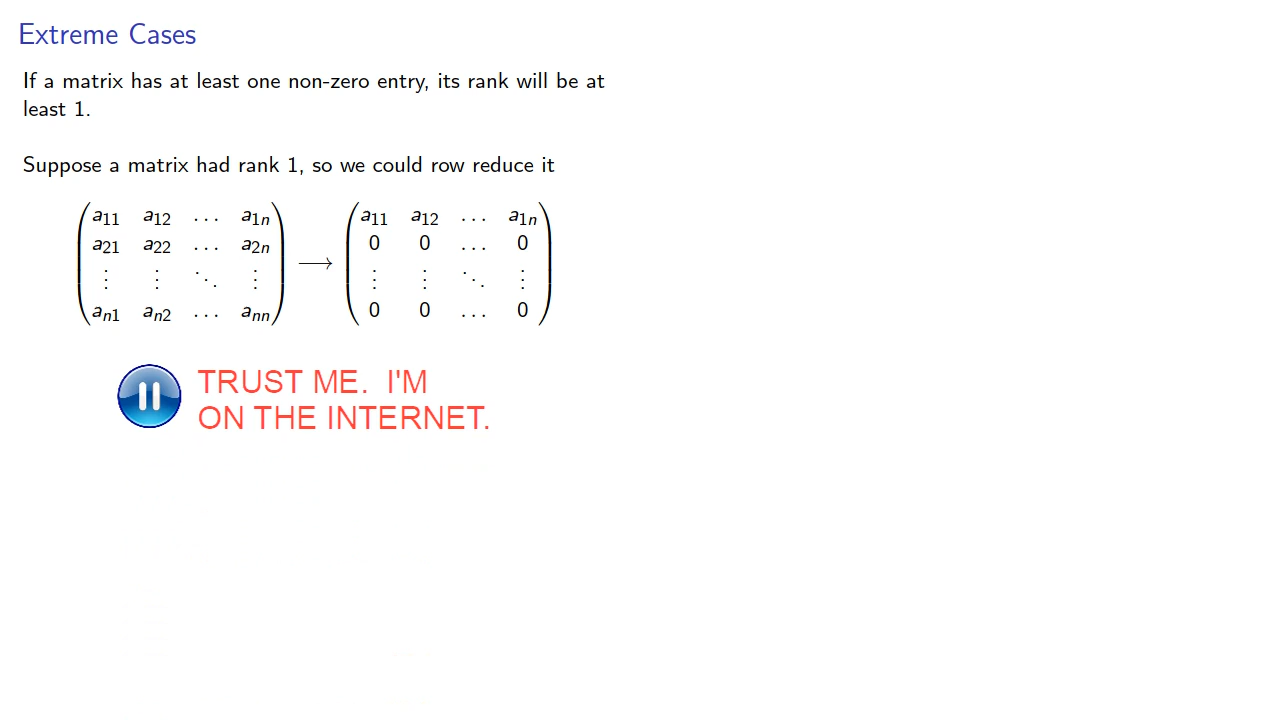 Extreme Cases
If a matrix has at least one non-zero entry, its rank will be at
least 1.
Suppose a matrix had rank 1, so we could row reduce it
a11 a12 … a1n
a21 a22 … a2n
⋮ ⋮ ⋱ ⋮
an1 an2 … ann
⟶
a11 a12 … a1n
0 0 … 0
⋮ ⋮ ⋱ ⋮
0 0 … 0
TRUST ME. I'M
ON THE INTERNET.